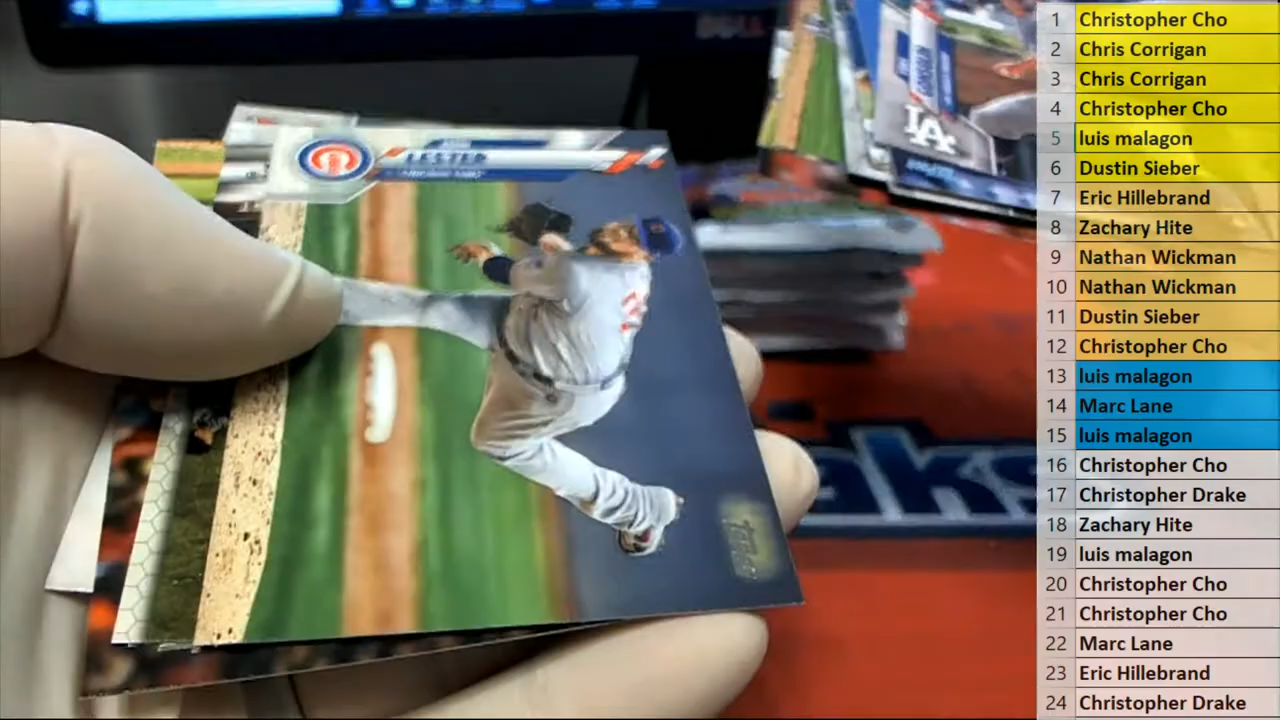 DELL
LESTER
LA
aks
1 Christopher Cho
2 Chris Corrigan
3 Chris Corrigan
4 Christopher Cho
5 luis malagon
6 Dustin Sieber
7 Eric Hillebrand
8 Zachary Hite
9 Nathan Wickman
10 Nathan Wickman
11 Dustin Sieber
12 Christopher Cho
13 luis malagon
14 Marc Lane
15 luis malagon
16 Christopher Cho
17 Christopher Drake
18 Zachary Hite
19 luis malagon
20 Christopher Cho
21 Christopher Cho
22 Marc Lane
23 Eric Hillebrand
24 Christopher Drake